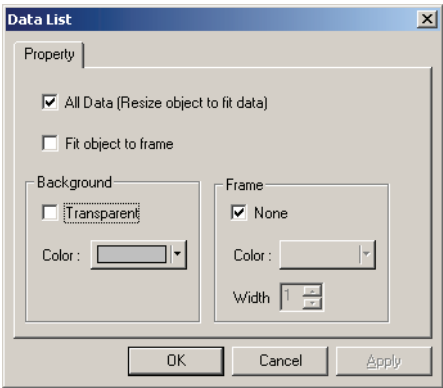 Data List
Property
All Data (Resize object to fit data)
Fit object to frame
Background
Transparent
Color :
Frame
None
Color :
Width 1
OK Cancel Apply